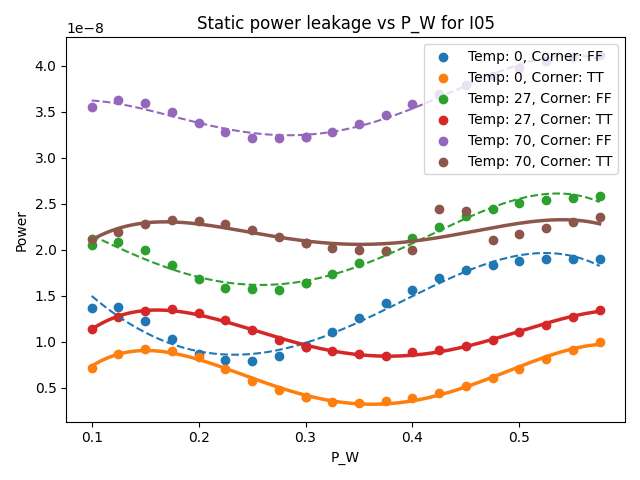 Static power leakage vs P_W for I05
1e−8
Temp: 0, Corner: FF
Temp: 0, Corner: TT
Temp: 27, Corner: FF
Temp: 27, Corner: TT
Temp: 70, Corner: FF
Temp: 70, Corner: TT
Power
4.0
3.5
3.0
2.5
2.0
1.5
1.0
0.5
0.1 0.2 0.3 0.4 0.5
P_W